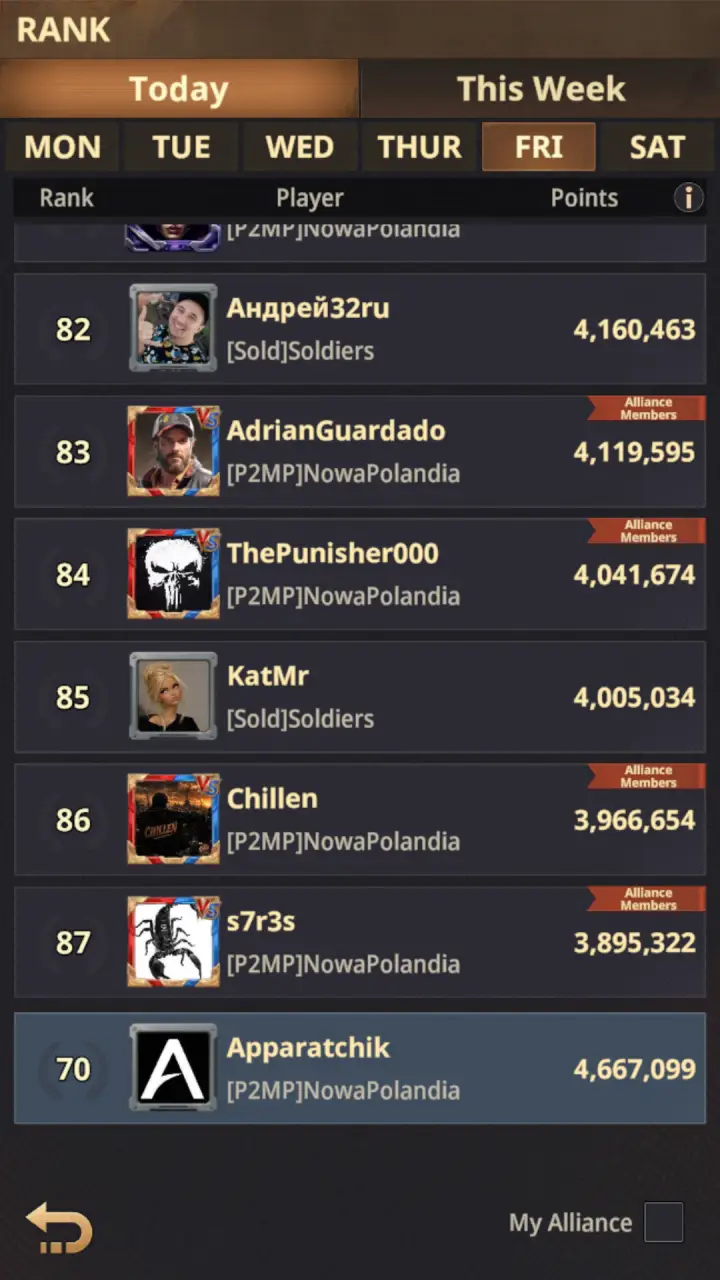 RANK
Today
This Week
MON TUE WED THUR FRI SAT
Rank Player Points i
[P2MP]NowaPolandia
82
Андрей32ru
[Sold]Soldiers
4,160,463
83
AdrianGuardado
[P2MP]NowaPolandia
Alliance
Members
4,119,595
84
ThePunisher000
[P2MP]NowaPolandia
Alliance
Members
4,041,674
85
KatMr
[Sold]Soldiers
4,005,034
86
CHILLEN
Chillen
[P2MP]NowaPolandia
Alliance
Members
3,966,654
87
s7r3s
[P2MP]NowaPolandia
Alliance
Members
3,895,322
70
A
Apparatchik
[P2MP]NowaPolandia
4,667,099
My Alliance